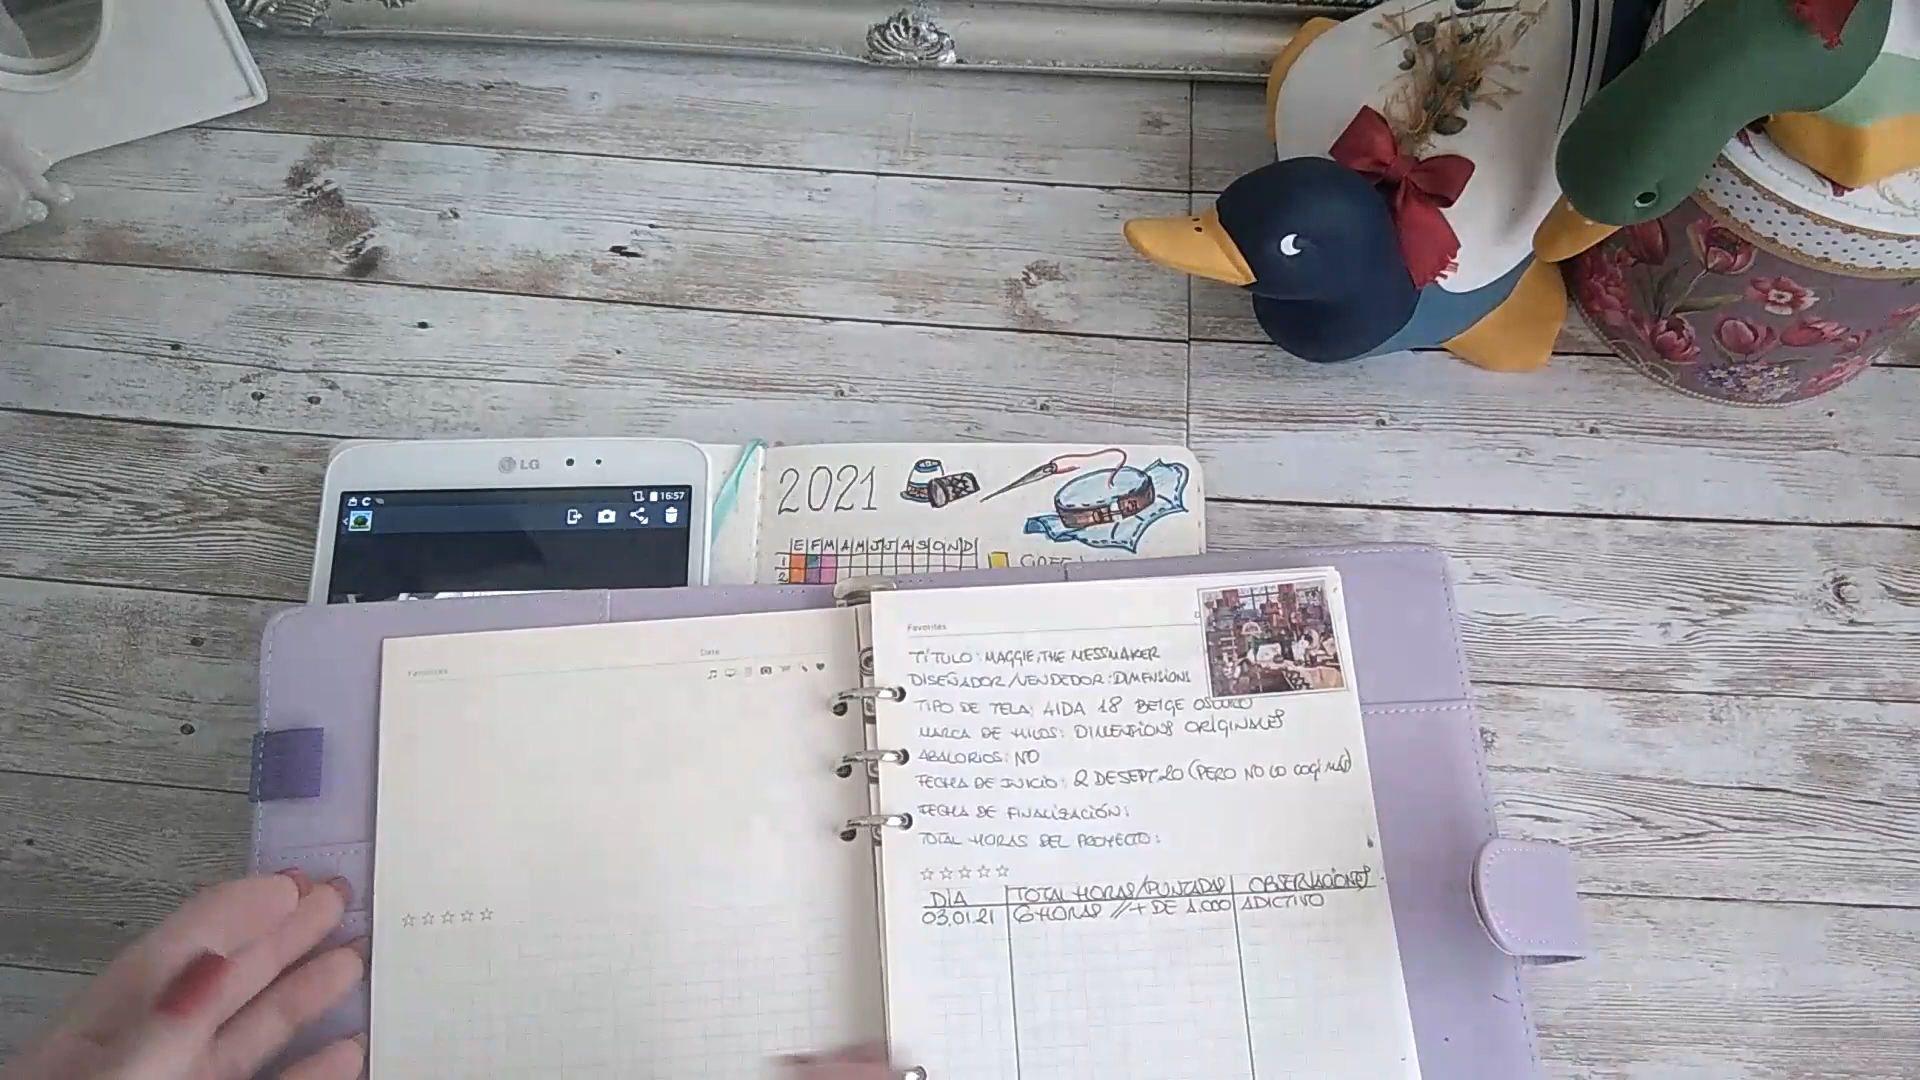 LG
16:57
2021
E F M A M J J A S O N D
1
2
Favorites
Date
Favorites
TÍTULO: MAGGIE, THE MESSMAKER
DISEÑADOR/VENDEDOR: DIMENSIONS
TIPO DE TELA: AIDA 18 BEIGE OSCURO
MARCA DE HILOS: DIMENSIONS ORIGINALES
ABALORIOS: NO
FECHA DE INICIO: 2 DE SEPT 20 (PERO NO LO COGÍ MÁS)
FECHA DE FINALIZACIÓN:
TOTAL HORAS DEL PROYECTO:
DÍA TOTAL HORAS/PUNTADAS OBSERVACIONES
03.01.21 6 HORAS // + DE 1.000 ADICTIVO